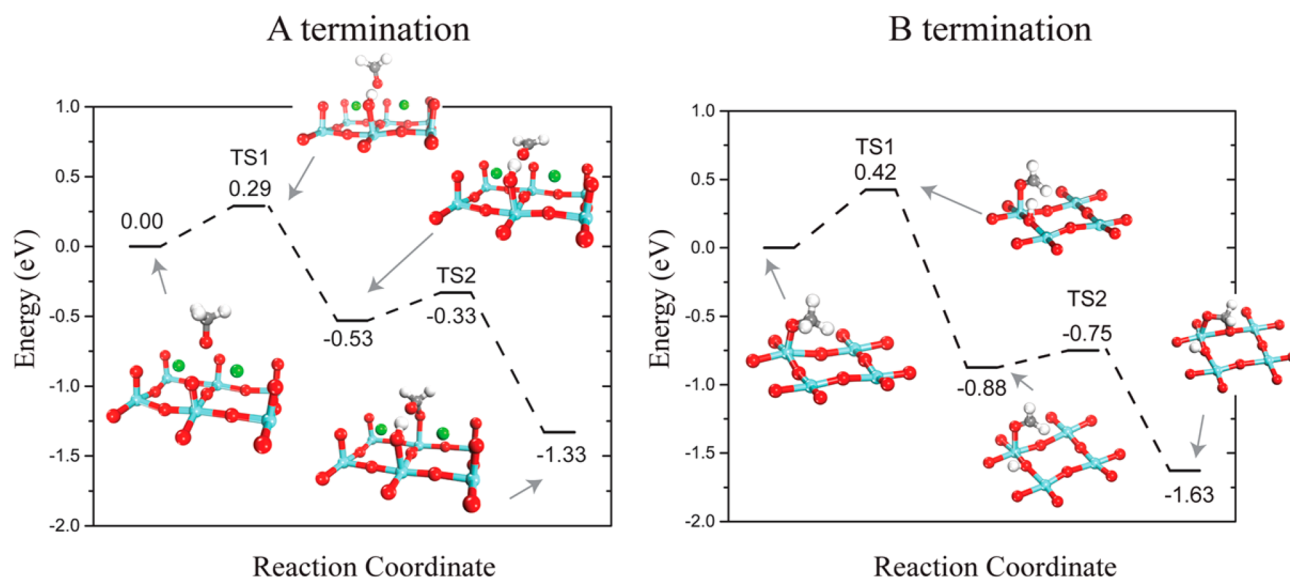 A termination
1.0
0.5
0.0
-0.5
-1.0
-1.5
-2.0
Energy (eV)
0.00
TS1
0.29
-0.53
TS2
-0.33
-1.33
Reaction Coordinate
B termination
1.0
0.5
0.0
-0.5
-1.0
-1.5
-2.0
Energy (eV)
TS1
0.42
-0.88
TS2
-0.75
-1.63
Reaction Coordinate